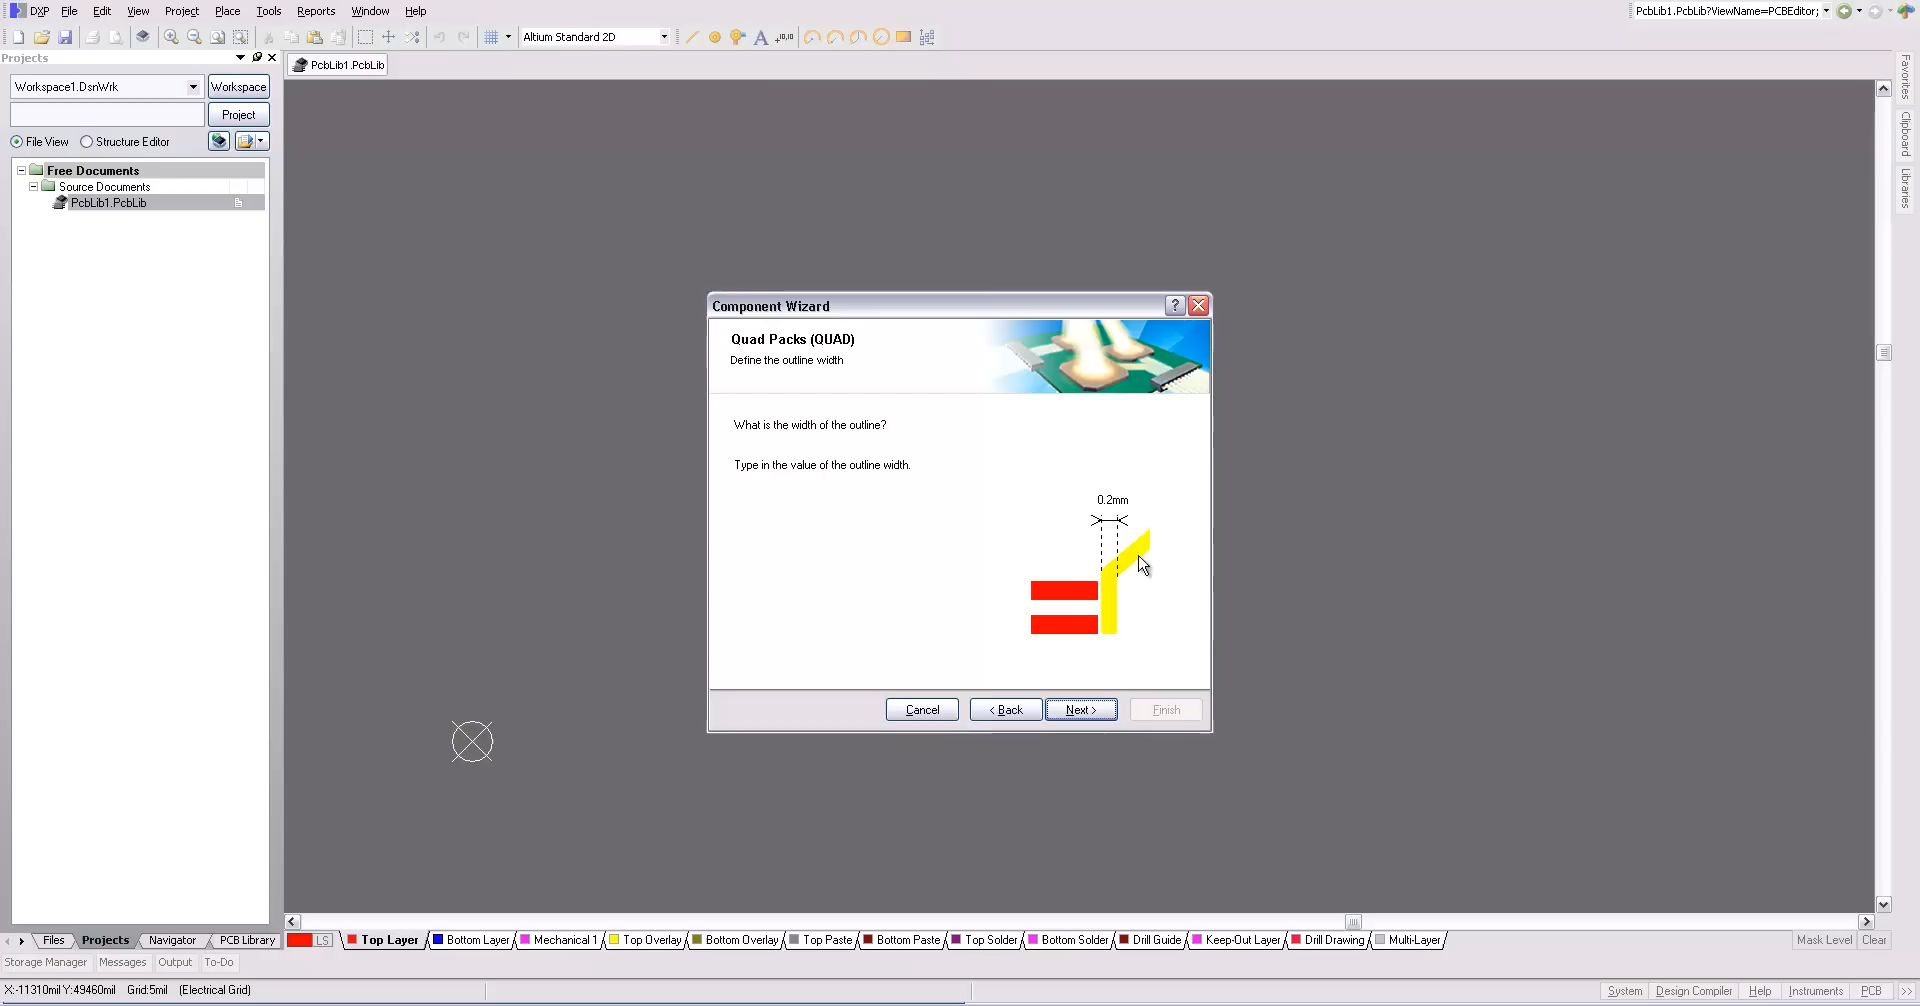 DXP File Edit View Project Place Tools Reports Window Help
PcbLib1.PcbLib?ViewName=PCBEditor;
Altium Standard 2D
A +10,10
Projects
PcbLib1.PcbLib
Workspace1.DsnWrk Workspace
Project
File View Structure Editor
Free Documents
Source Documents
PcbLib1.PcbLib
Favorites
Clipboard
Libraries
Component Wizard
Quad Packs (QUAD)
Define the outline width
What is the width of the outline?
Type in the value of the outline width.
0.2mm
Cancel < Back Next > Finish
Files Projects Navigator PCB Library
LS Top Layer Bottom Layer Mechanical 1 Top Overlay Bottom Overlay Top Paste Bottom Paste Top Solder Bottom Solder Drill Guide Keep-Out Layer Drill Drawing Multi-Layer Mask Level Clear
Storage Manager Messages Output To-Do
X:-11310mil Y:49460mil Grid:5mil (Electrical Grid)
System Design Compiler Help Instruments PCB >>